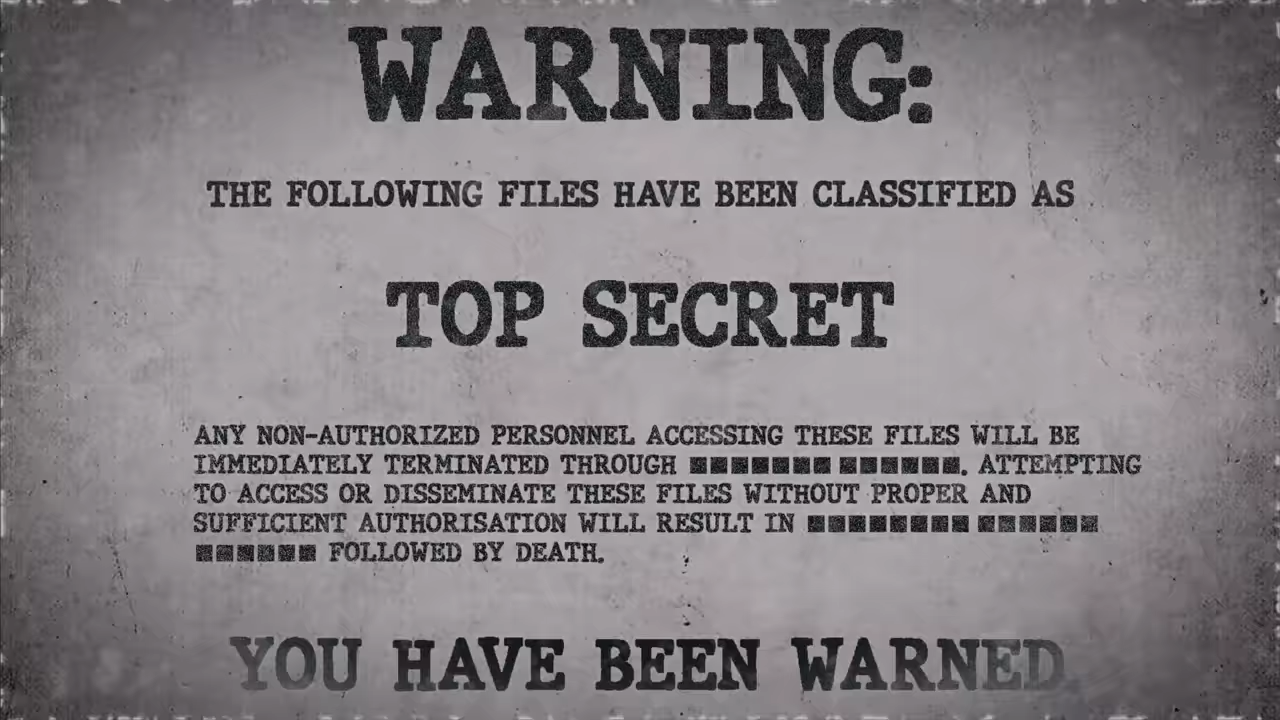 WARNING:
THE FOLLOWING FILES HAVE BEEN CLASSIFIED AS
TOP SECRET
ANY NON-AUTHORIZED PERSONNEL ACCESSING THESE FILES WILL BE
IMMEDIATELY TERMINATED THROUGH ■■■■■■■ ■■■■■■. ATTEMPTING
TO ACCESS OR DISSEMINATE THESE FILES WITHOUT PROPER AND
SUFFICIENT AUTHORISATION WILL RESULT IN ■■■■■■■■ ■■■■■■
■■■■■■ FOLLOWED BY DEATH.
YOU HAVE BEEN WARNED